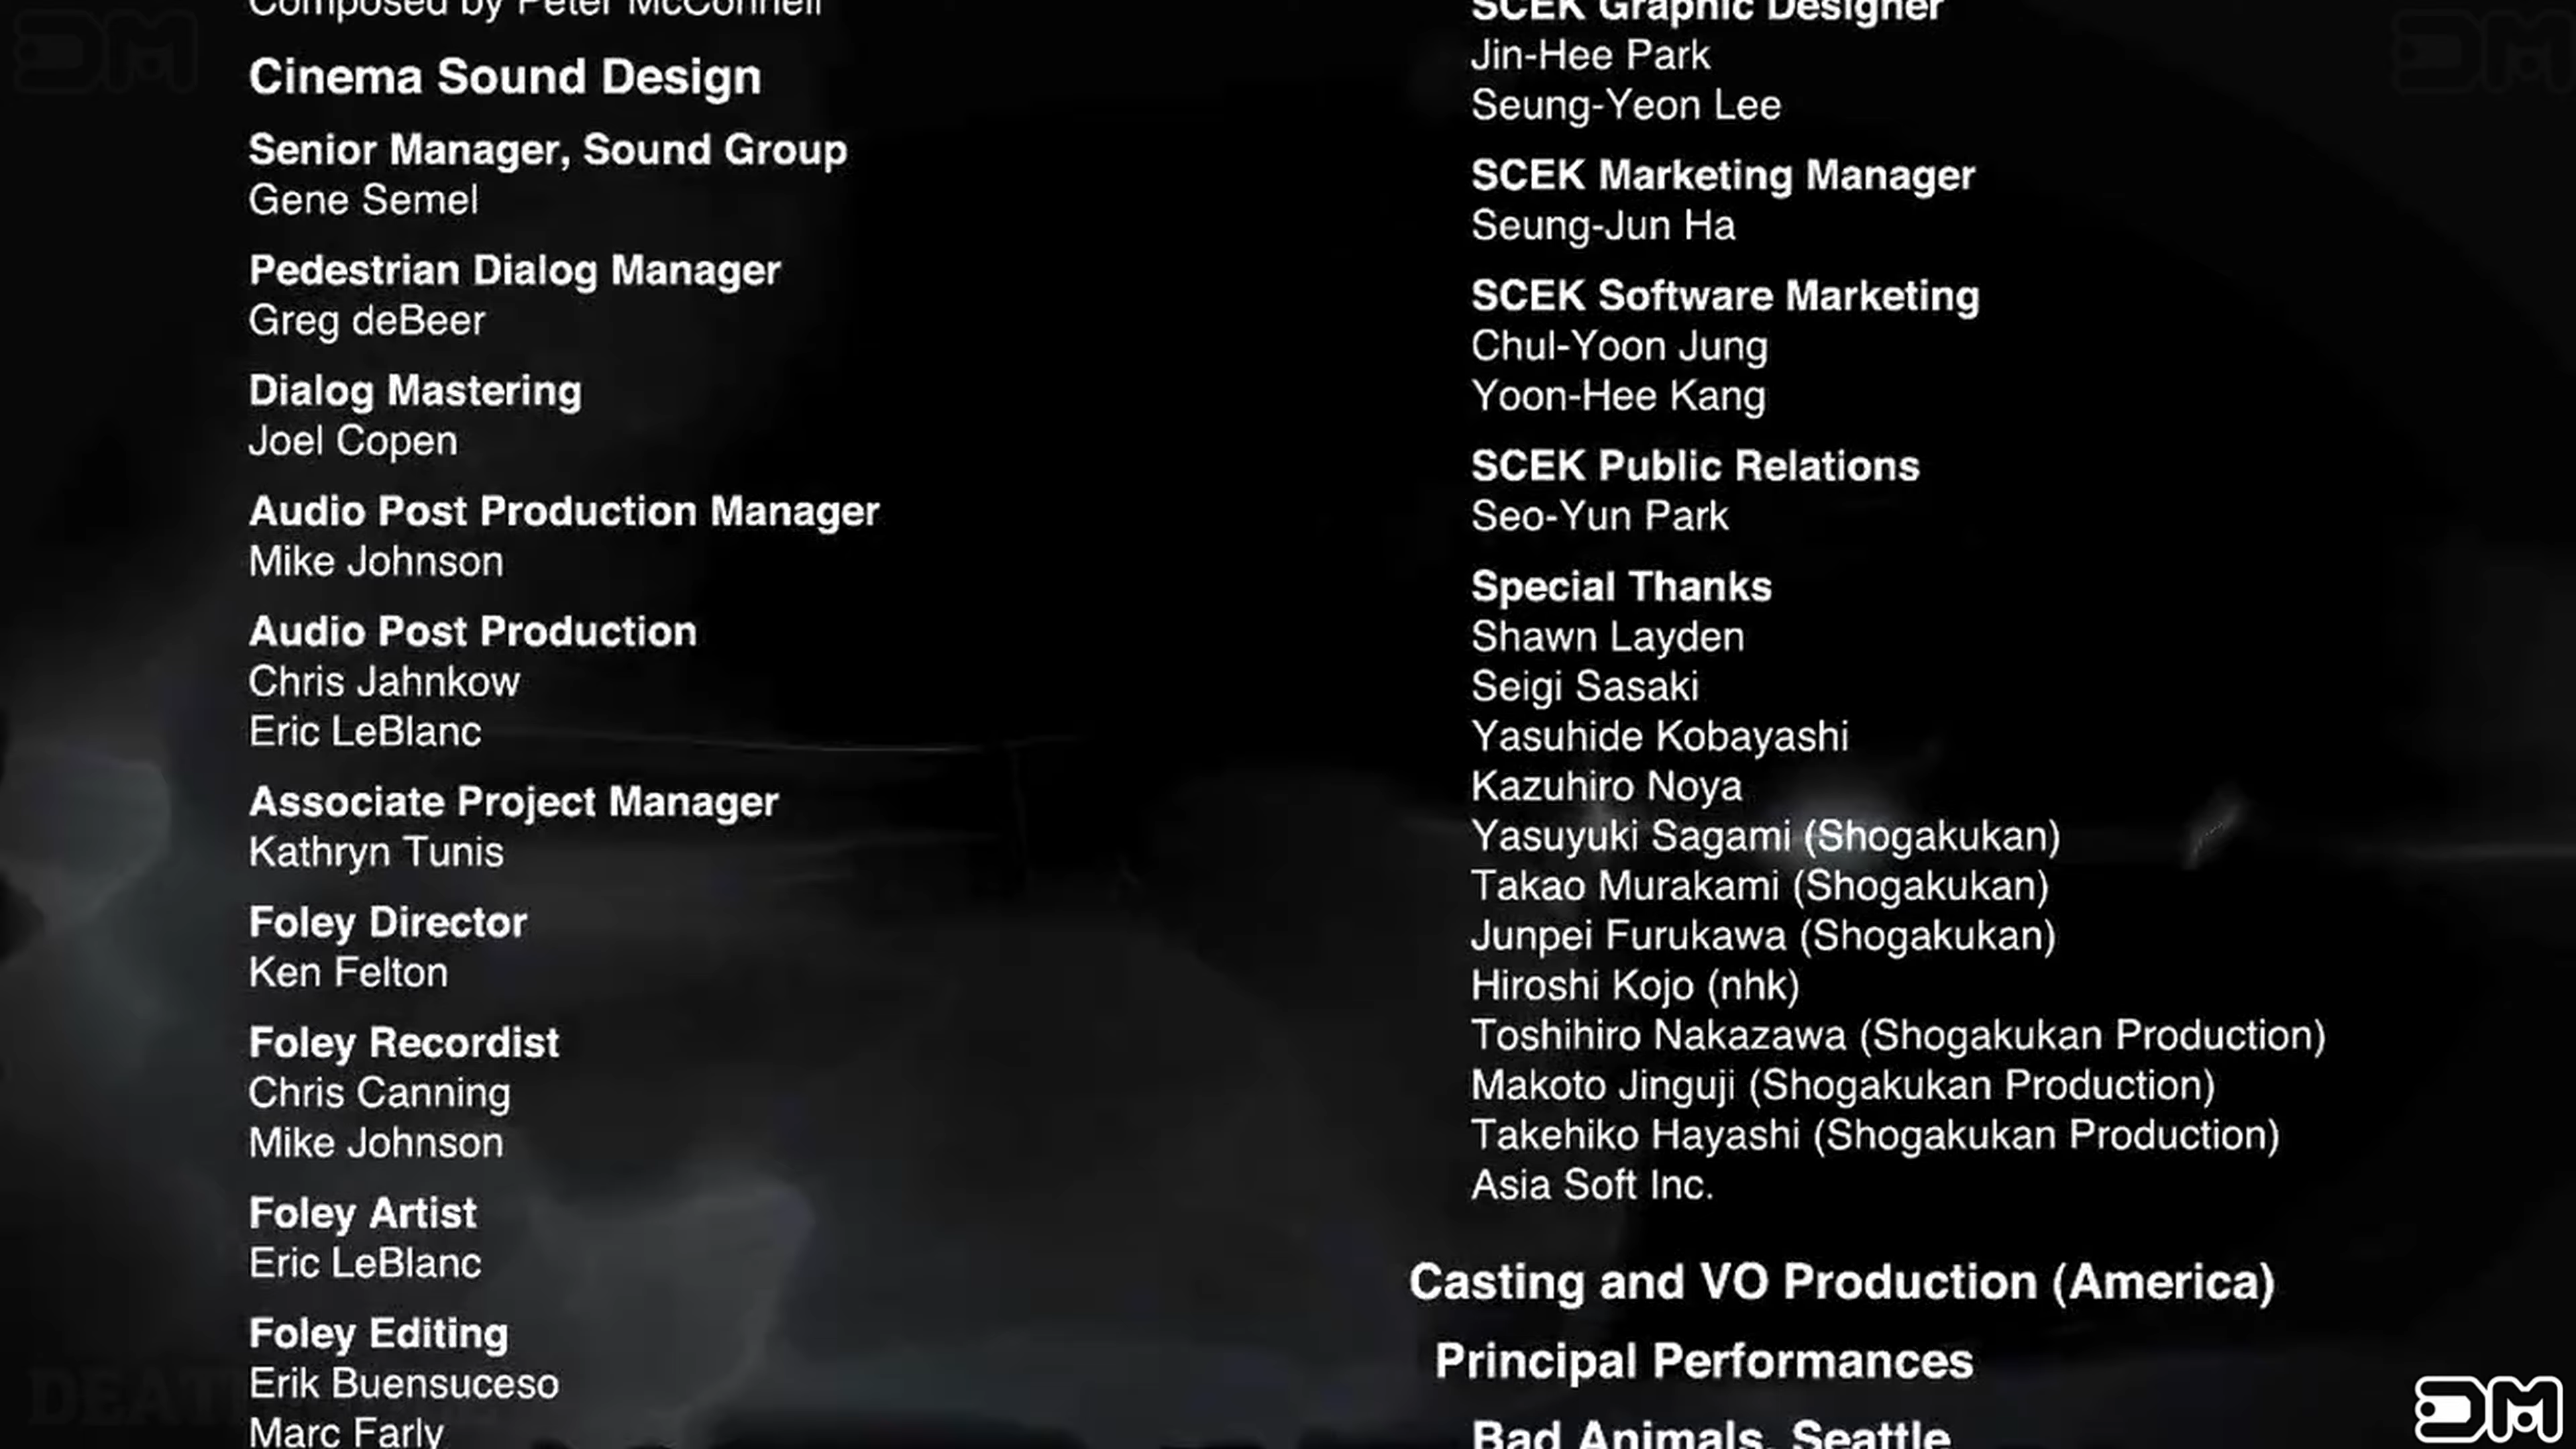 Composed by Peter McConnell
Cinema Sound Design
Senior Manager, Sound Group
Gene Semel
Pedestrian Dialog Manager
Greg deBeer
Dialog Mastering
Joel Copen
Audio Post Production Manager
Mike Johnson
Audio Post Production
Chris Jahnkow
Eric LeBlanc
Associate Project Manager
Kathryn Tunis
Foley Director
Ken Felton
Foley Recordist
Chris Canning
Mike Johnson
Foley Artist
Eric LeBlanc
Foley Editing
Erik Buensuceso
Marc Farly
SCEK Graphic Designer
Jin-Hee Park
Seung-Yeon Lee
SCEK Marketing Manager
Seung-Jun Ha
SCEK Software Marketing
Chul-Yoon Jung
Yoon-Hee Kang
SCEK Public Relations
Seo-Yun Park
Special Thanks
Shawn Layden
Seigi Sasaki
Yasuhide Kobayashi
Kazuhiro Noya
Yasuyuki Sagami (Shogakukan)
Takao Murakami (Shogakukan)
Junpei Furukawa (Shogakukan)
Hiroshi Kojo (nhk)
Toshihiro Nakazawa (Shogakukan Production)
Makoto Jinguji (Shogakukan Production)
Takehiko Hayashi (Shogakukan Production)
Asia Soft Inc.
Casting and VO Production (America)
Principal Performances
Bad Animals, Seattle
DM